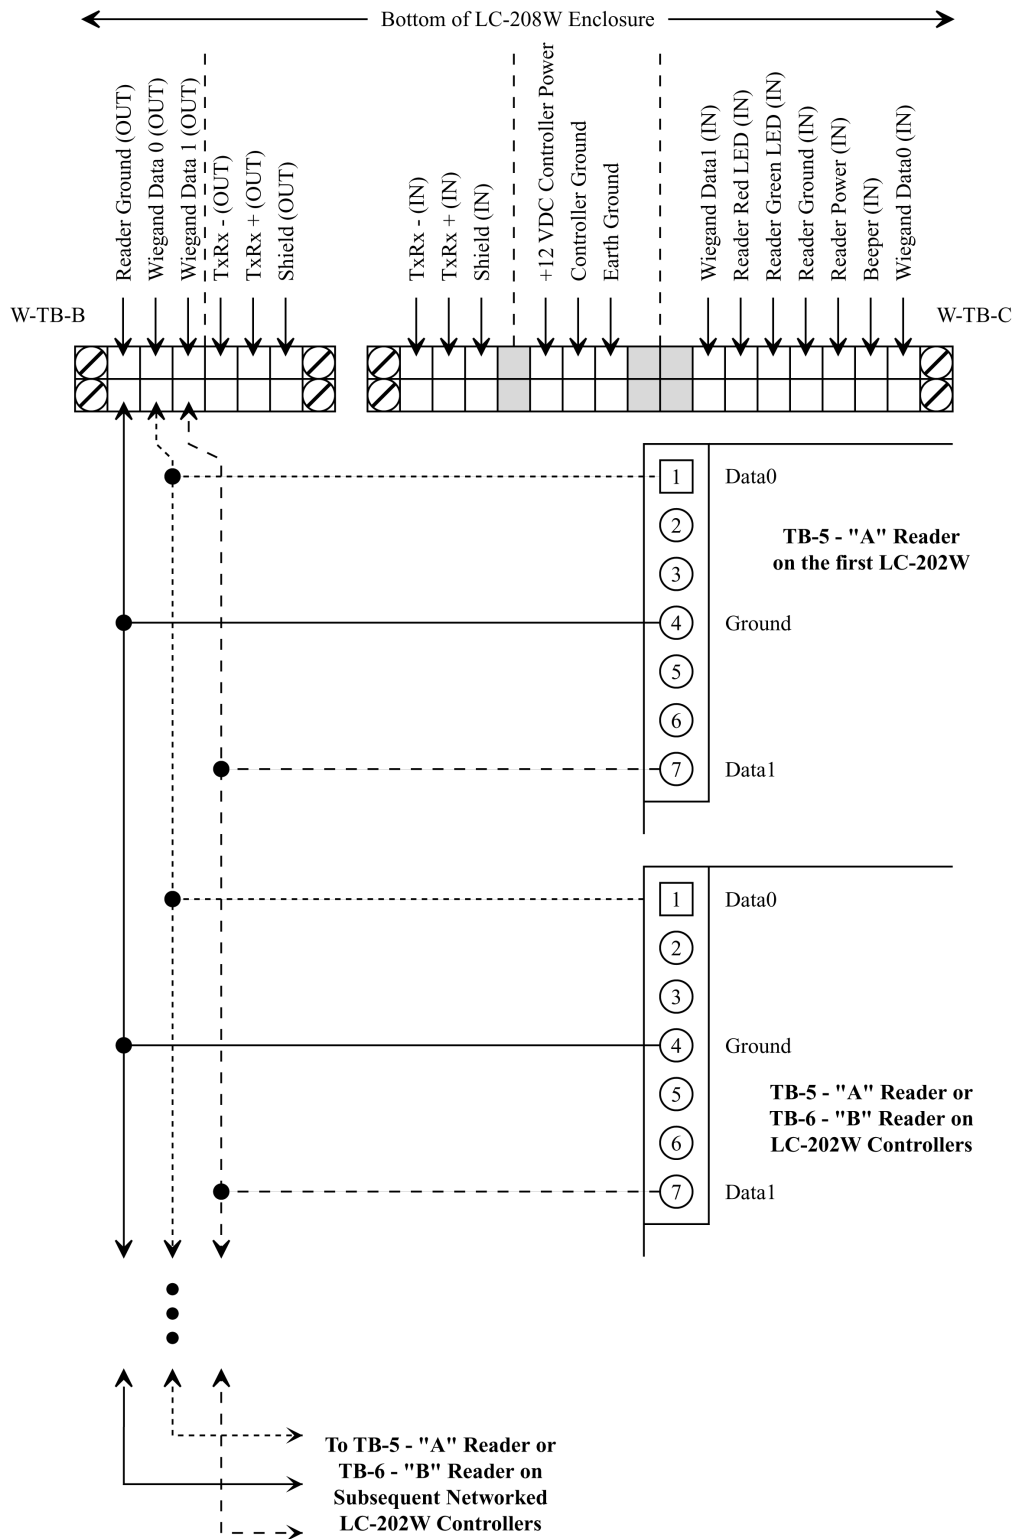 Bottom of LC-208W Enclosure
Reader Ground (OUT)
Wiegand Data 0 (OUT)
Wiegand Data 1 (OUT)
TxRx - (OUT)
TxRx + (OUT)
Shield (OUT)
TxRx - (IN)
TxRx + (IN)
Shield (IN)
+12 VDC Controller Power
Controller Ground
Earth Ground
Wiegand Data1 (IN)
Reader Red LED (IN)
Reader Green LED (IN)
Reader Ground (IN)
Reader Power (IN)
Beeper (IN)
Wiegand Data0 (IN)
W-TB-B
W-TB-C
1 Data0
2
TB-5 - "A" Reader
on the first LC-202W
3
4 Ground
5
6
7 Data1
1 Data0
2
3
4 Ground
5
TB-5 - "A" Reader or
TB-6 - "B" Reader on
LC-202W Controllers
6
7 Data1
To TB-5 - "A" Reader or
TB-6 - "B" Reader on
Subsequent Networked
LC-202W Controllers